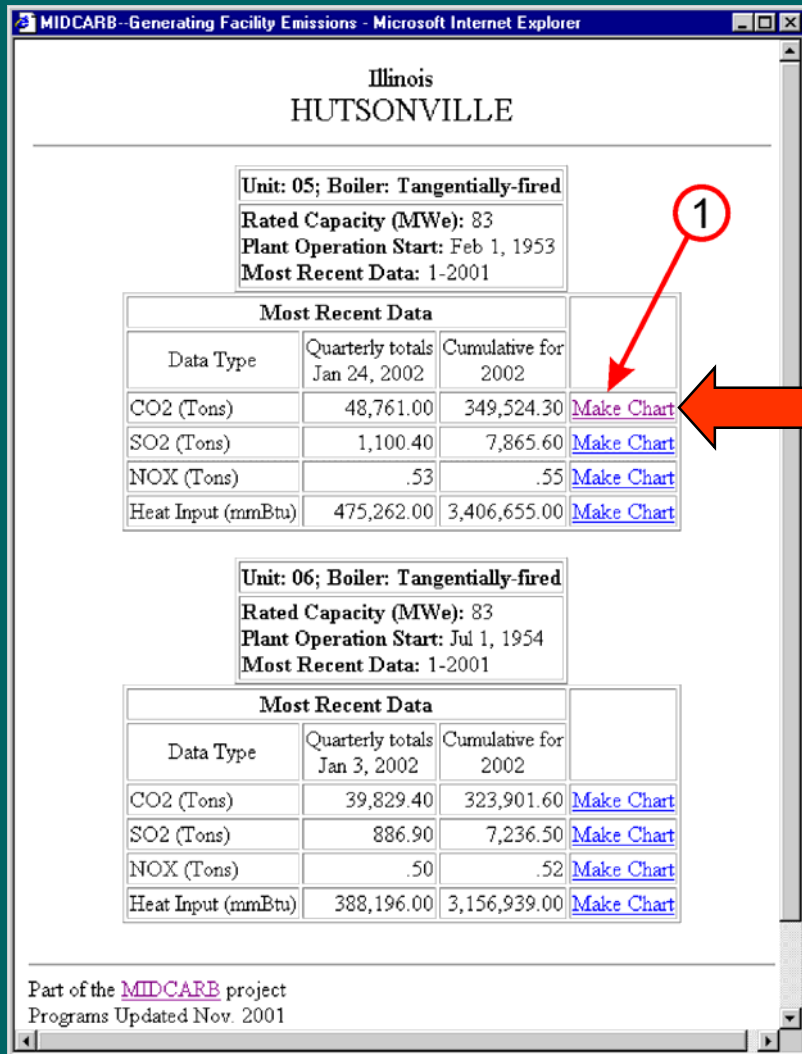 MIDCARB--Generating Facility Emissions - Microsoft Internet Explorer
Illinois
HUTSONVILLE
Unit: 05; Boiler: Tangentially-fired
Rated Capacity (MWe): 83
Plant Operation Start: Feb 1, 1953
Most Recent Data: 1-2001
1
Most Recent Data
Data Type Quarterly totals Jan 24, 2002 Cumulative for 2002
CO2 (Tons) 48,761.00 349,524.30 Make Chart
SO2 (Tons) 1,100.40 7,865.60 Make Chart
NOX (Tons) .53 .55 Make Chart
Heat Input (mmBtu) 475,262.00 3,406,655.00 Make Chart
Unit: 06; Boiler: Tangentially-fired
Rated Capacity (MWe): 83
Plant Operation Start: Jul 1, 1954
Most Recent Data: 1-2001
Most Recent Data
Data Type Quarterly totals Jan 3, 2002 Cumulative for 2002
CO2 (Tons) 39,829.40 323,901.60 Make Chart
SO2 (Tons) 886.90 7,236.50 Make Chart
NOX (Tons) .50 .52 Make Chart
Heat Input (mmBtu) 388,196.00 3,156,939.00 Make Chart
Part of the MIDCARB project
Programs Updated Nov. 2001